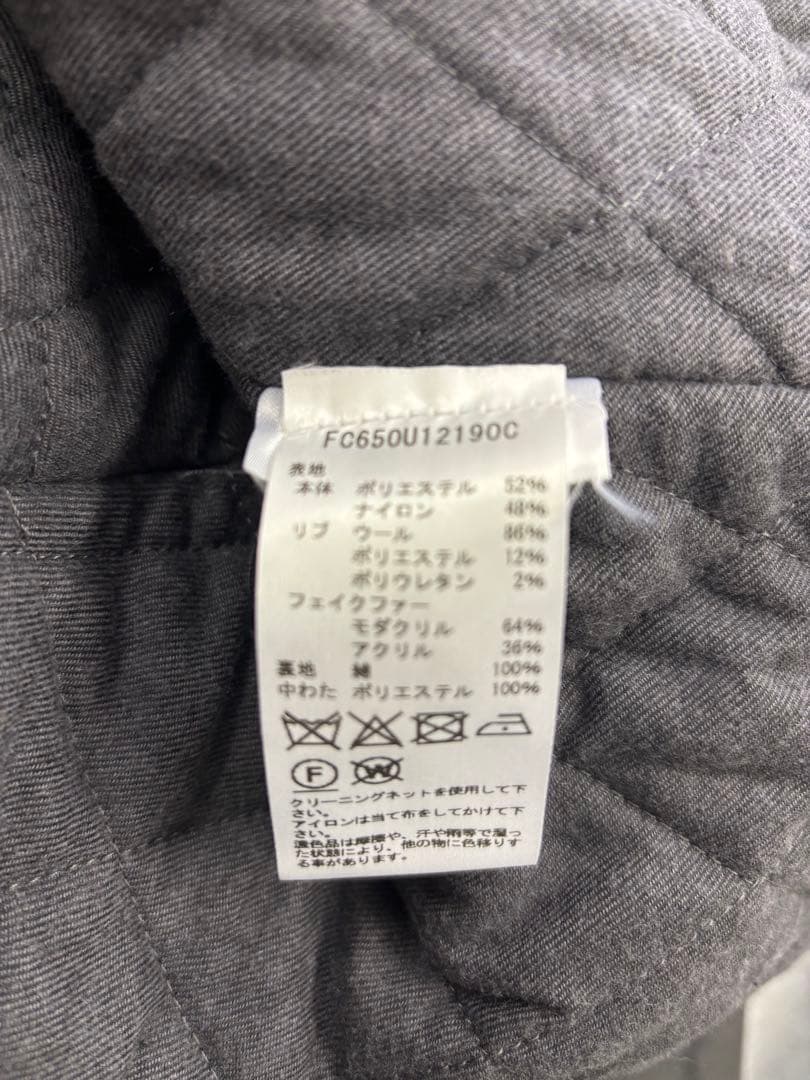 FC650U12190C
表地
本体 ポリエステル 52%
ナイロン 48%
リブ ウール 86%
ポリエステル 12%
ポリウレタン 2%
フェイクファー
モダクリル 64%
アクリル 36%
裏地 綿 100%
中わた ポリエステル 100%
F W
クリーニングネットを使用して下
さい。
アイロンは当て布をしてかけて下
さい。
濃色品は摩擦や、汗や雨等で湿っ
た状態により、他の物に色移りす
る事があります。